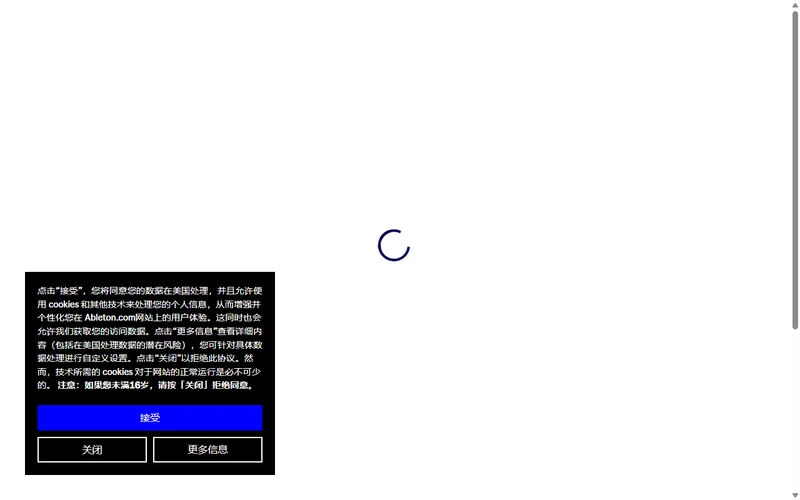 点击“接受”，您将同意您的数据在美国处理，并且允许使
用 cookies 和其他技术来处理您的个人信息，从而增强并
个性化您在 Ableton.com网站上的用户体验。这同时也会
允许我们获取您的访问数据。点击“更多信息”查看详细内
容（包括在美国处理数据的潜在风险），您可针对具体数
据处理进行自定义设置。点击“关闭”以拒绝此协议。然
而，技术所需的 cookies 对于网站的正常运行是必不可少
的。 注意：如果您未满16岁，请按「关闭」拒绝同意。
接受
关闭
更多信息